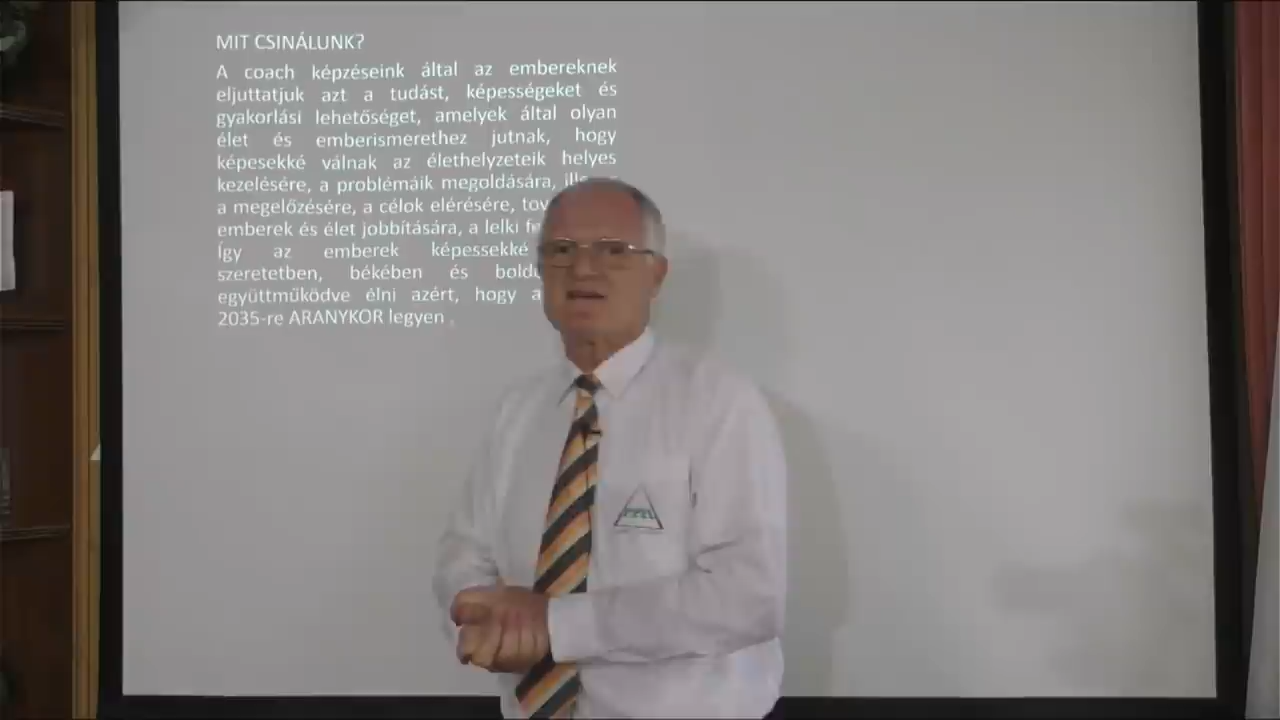 MIT CSINÁLUNK?
A coach képzéseink által az embereknek
eljuttatjuk azt a tudást, képességeket és
gyakorlási lehetőséget, amelyek által olyan
élet és emberismerethez jutnak, hogy
képesekké válnak az élethelyzeteik helyes
kezelésére, a problémáik megoldására,
a megelőzésére, a célok elérésére,
emberek és élet jobbítására, a lelki
Így az emberek képessekké
szeretetben, békében és
együttműködve élni azért, hogy a
2035-re ARANYKOR legyen .